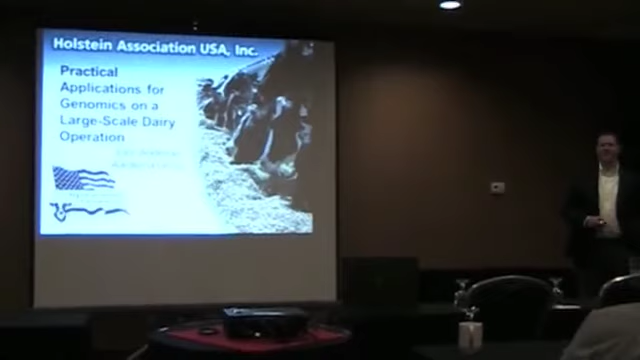 Holstein Association USA, Inc.
Practical
Applications for
Genomics on a
Large-Scale Dairy
Operation